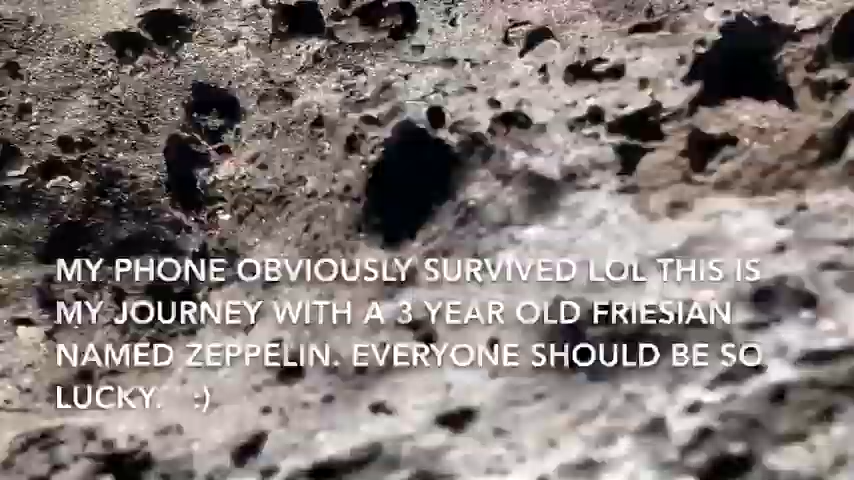 MY PHONE OBVIOUSLY SURVIVED LOL THIS IS
MY JOURNEY WITH A 3 YEAR OLD FRIESIAN
NAMED ZEPPELIN. EVERYONE SHOULD BE SO
LUCKY. :)